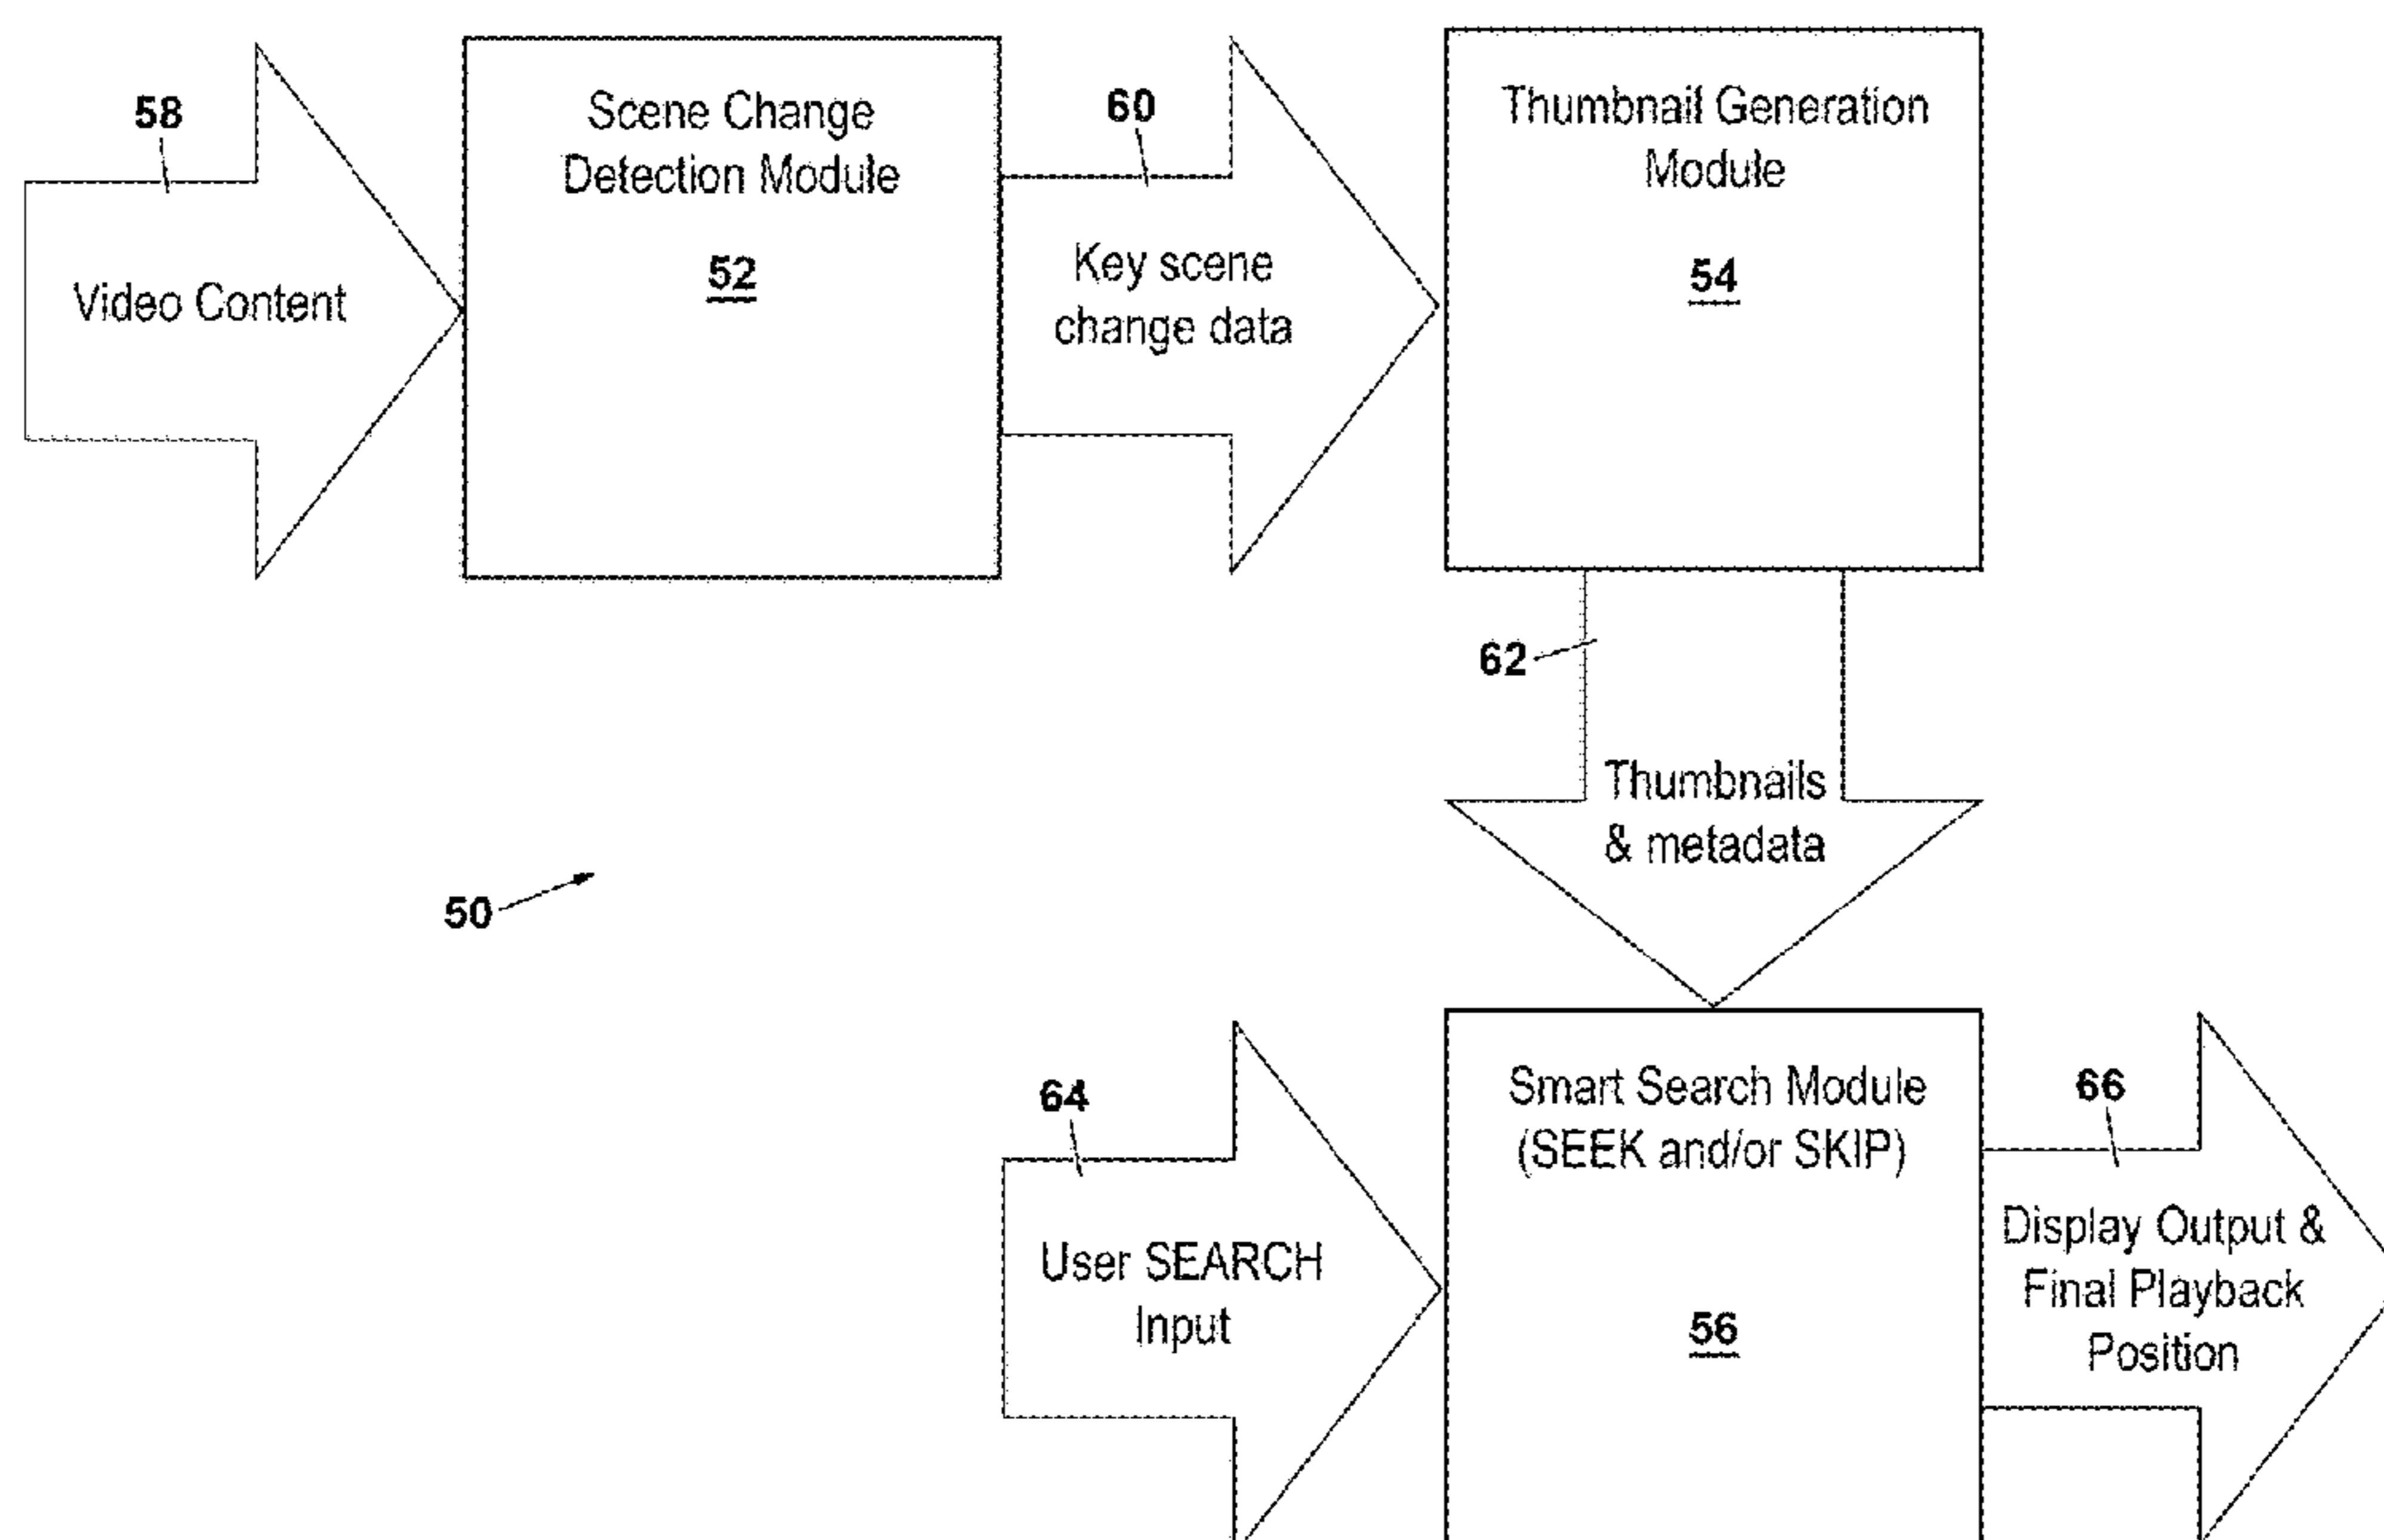 58
Video Content
Scene Change
Detection Module
52
60
Key scene
change data
Thumbnail Generation
Module
54
62
Thumbnails
& metadata
50
64
User SEARCH
Input
Smart Search Module
(SEEK and/or SKIP)
56
66
Display Output &
Final Playback
Position